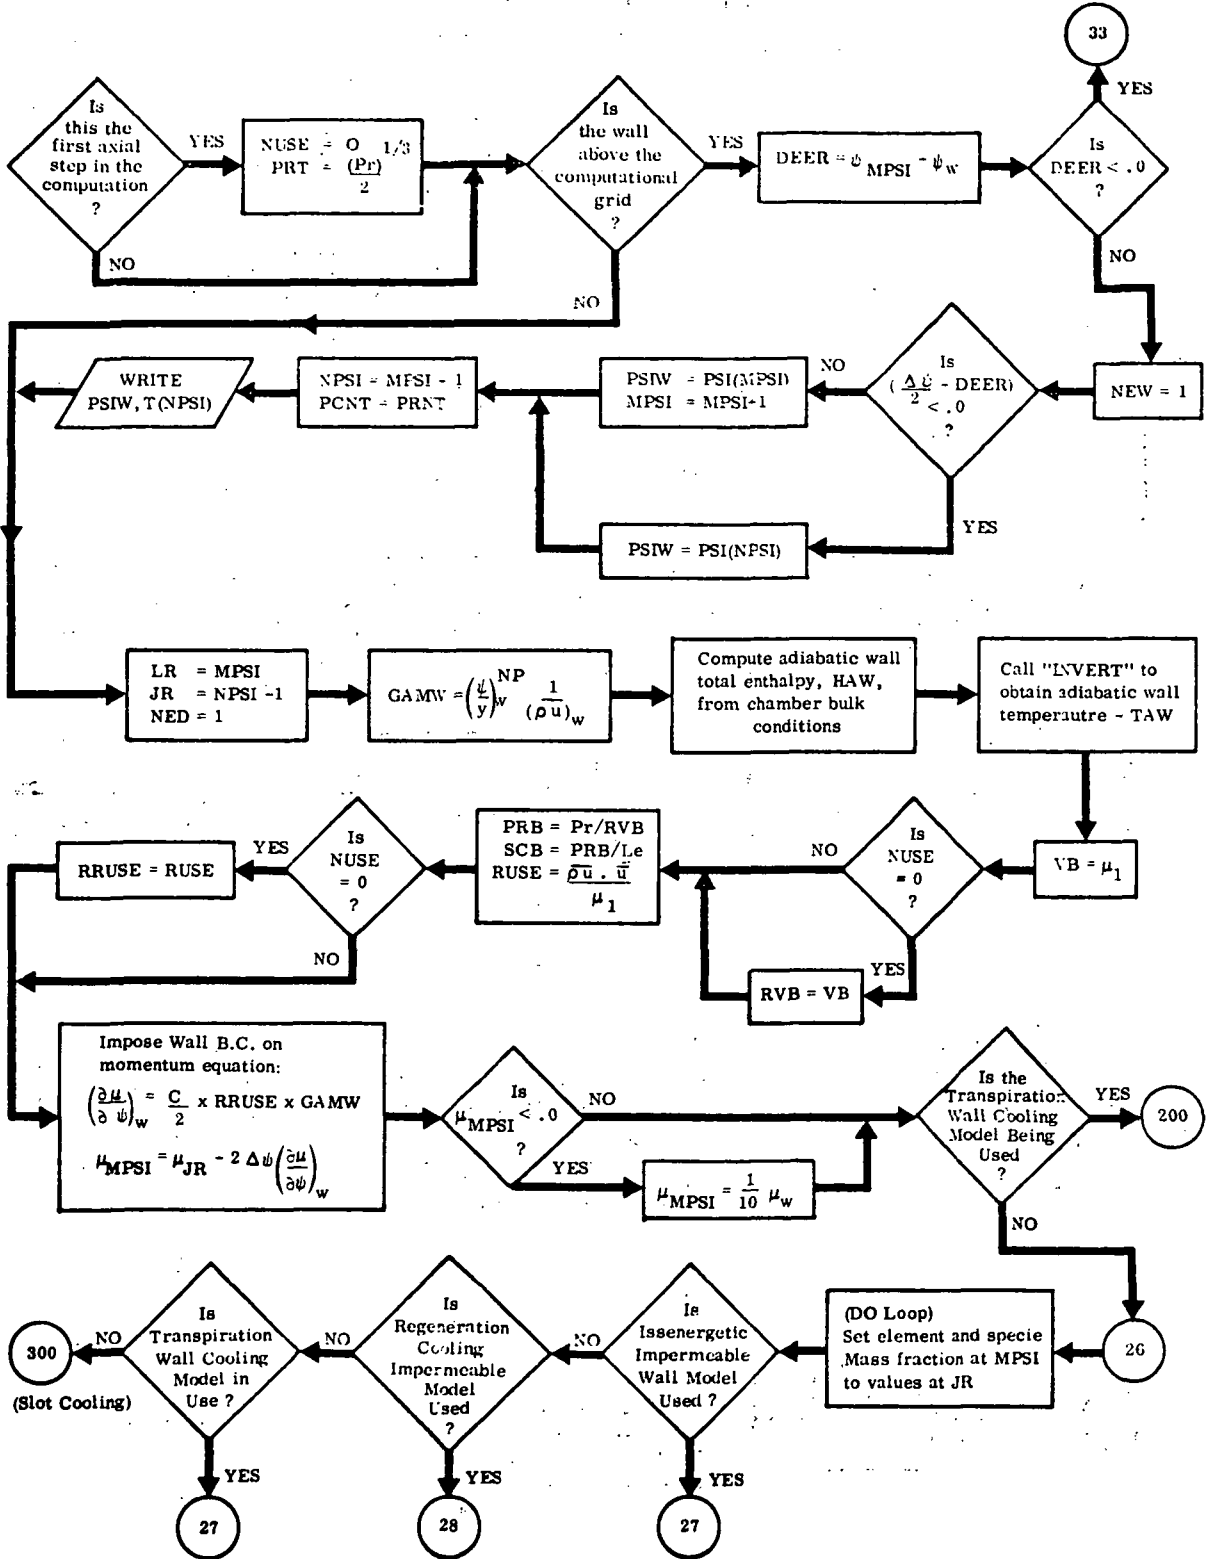 33
YES
Is
this the
first axial
step in the
computation
?
YES
NO
NUSE = O
PRT = (Pr)^1/3
2
Is
the wall
above the
computational
grid
?
YES
NO
DEER = ψ MPSI - ψ w
Is
DEER < .0
?
NO
NEW = 1
Is
(Δψ/2 - DEER)
< .0
?
NO
YES
PSIW = PSI(MPSI)
MPSI = MPSI+1
NPSI = MPSI - 1
PCNT = PRNT
WRITE
PSIW, T(NPSI)
PSIW = PSI(NPSI)
LR = MPSI
JR = NPSI -1
NED = 1
GAMW = (ψ/y)w^NP 1/(ρu)w
Compute adiabatic wall
total enthalpy, HAW,
from chamber bulk
conditions
Call "INVERT" to
obtain adiabatic wall
temperautre - TAW
VB = μ1
Is
NUSE
= 0
?
NO
YES
RVB = VB
PRB = Pr/RVB
SCB = PRB/Le
RUSE = ρu . u
μ1
Is
NUSE
= 0
?
YES
NO
RRUSE = RUSE
Impose Wall B.C. on
momentum equation:
(∂μ/∂ψ)w = C/2 x RRUSE x GAMW
μMPSI = μJR - 2 Δψ(∂μ/∂ψ)w
Is
μMPSI < .0
?
NO
YES
μMPSI = 1/10 μw
Is the
Transpiration
Wall Cooling
Model Being
Used
?
YES
200
NO
26
(DO Loop)
Set element and specie
Mass fraction at MPSI
to values at JR
Is
Issenergetic
Impermeable
Wall Model
Used ?
NO
YES
27
Is
Regeneration
Cooling
Impermeable
Model
Used
?
NO
YES
28
Is
Transpiration
Wall Cooling
Model in
Use ?
NO
YES
27
300
(Slot Cooling)